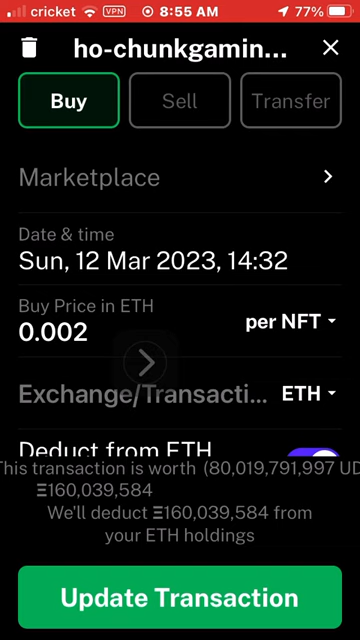 cricket VPN 8:55 AM 77%
ho-chunkgamin...
Buy Sell Transfer
Marketplace
Date & time
Sun, 12 Mar 2023, 14:32
Buy Price in ETH
0.002 per NFT
Exchange/Transacti... ETH
Deduct from ETH
This transaction is worth (80,019,791,997 UD
Ξ160,039,584
We'll deduct Ξ160,039,584 from
your ETH holdings
Update Transaction